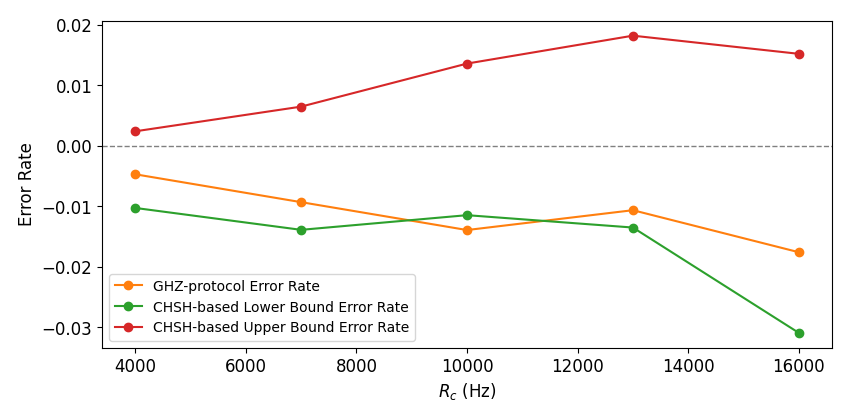 0.02
0.01
0.00
−0.01
−0.02
−0.03
Error Rate
GHZ-protocol Error Rate
CHSH-based Lower Bound Error Rate
CHSH-based Upper Bound Error Rate
4000 6000 8000 10000 12000 14000 16000
R_c (Hz)